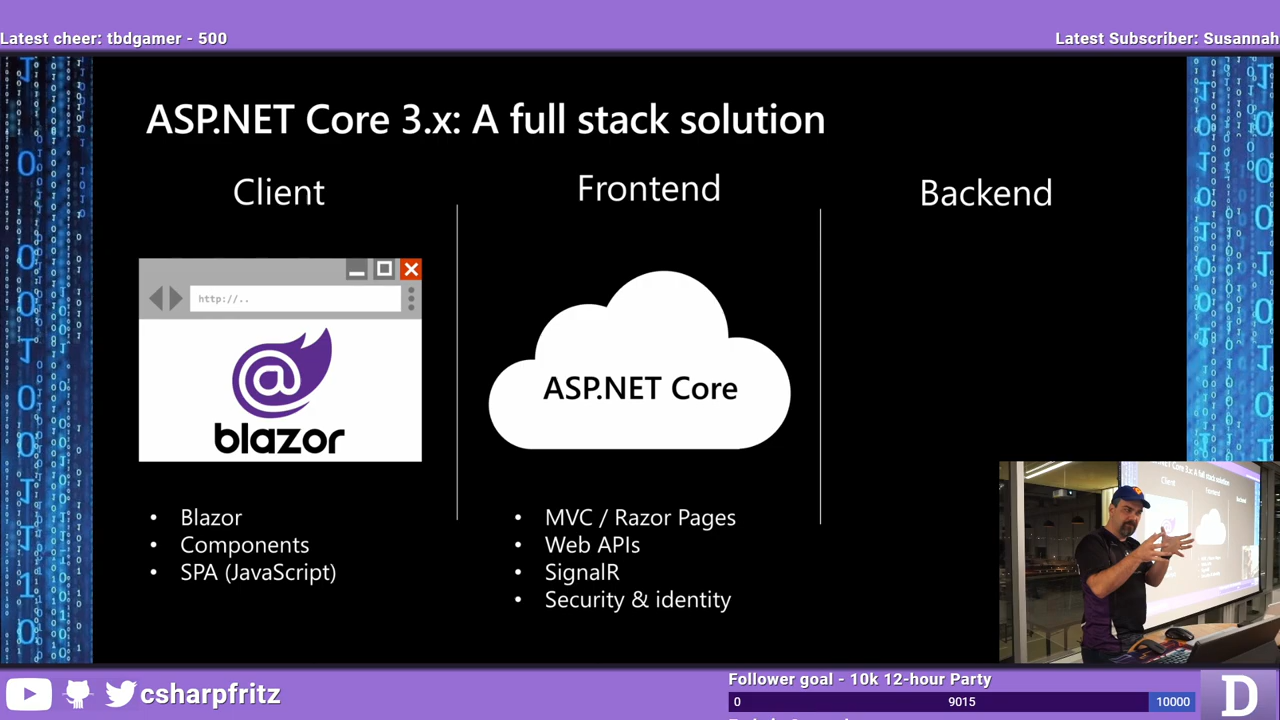 Latest cheer: tbdgamer - 500
Latest Subscriber: Susannah
ASP.NET Core 3.x: A full stack solution
Client
Frontend
Backend
http://..
blazor
ASP.NET Core
• Blazor
• Components
• SPA (JavaScript)
• MVC / Razor Pages
• Web APIs
• SignalR
• Security & identity
csharpfritz
Follower goal - 10k 12-hour Party
0
9015
10000
D